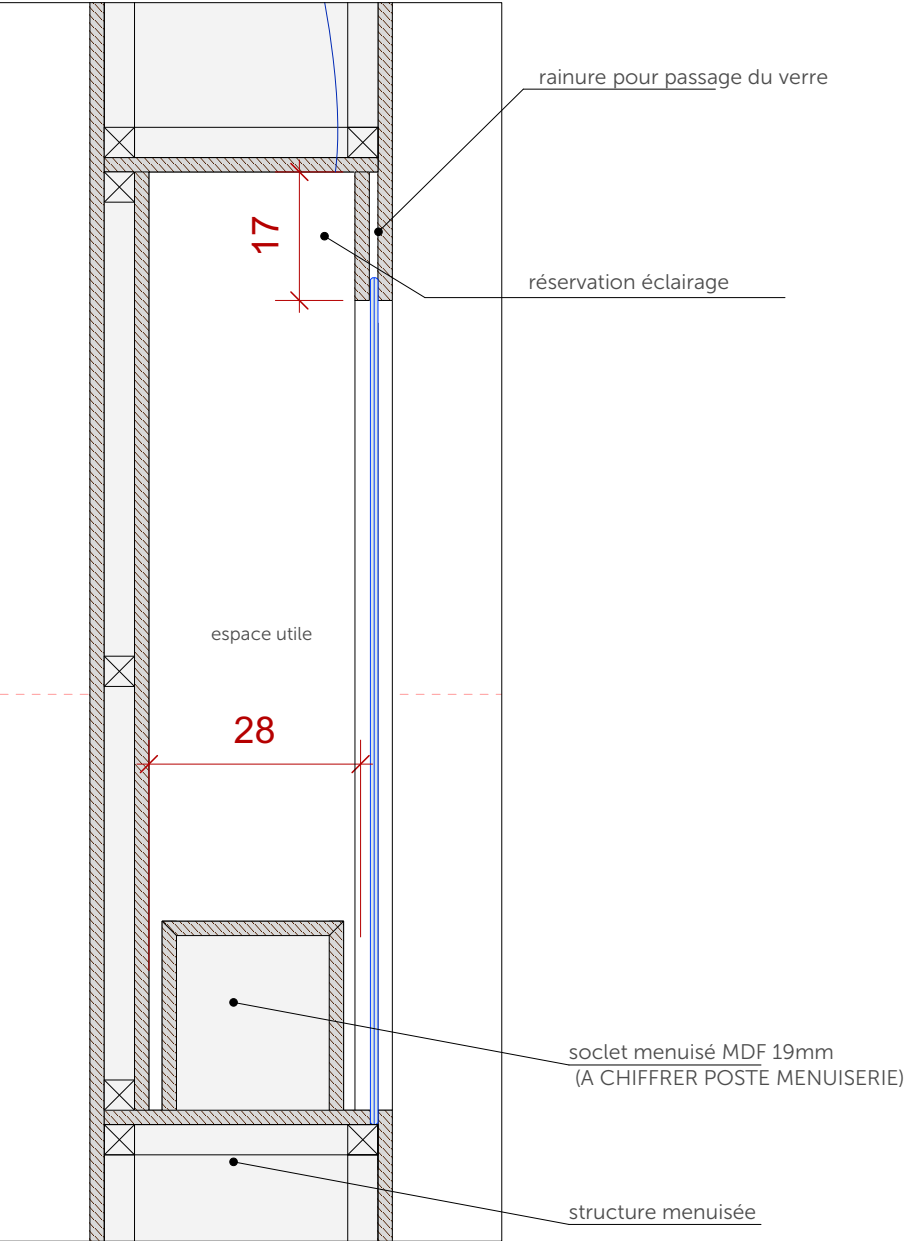 rainure pour passage du verre
17
réservation éclairage
espace utile
28
soclet menuisé MDF 19mm
(A CHIFFRER POSTE MENUISERIE)
structure menuisée